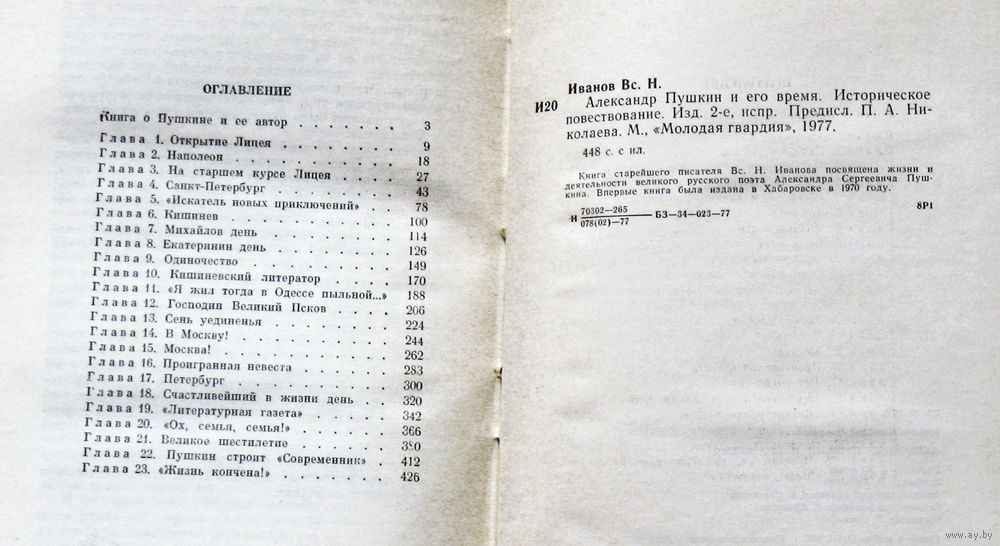 ОГЛАВЛЕНИЕ
Книга о Пушкине и ее автор . . . . . . . 3
Глава 1. Открытие Лицея . . . . . . . . 9
Глава 2. Наполеон . . . . . . . . . . 18
Глава 3. На старшем курсе Лицея . . . . . 27
Глава 4. Санкт-Петербург . . . . . . . . 43
Глава 5. «Искатель новых приключений» . . 78
Глава 6. Кишинев . . . . . . . . . . 100
Глава 7. Михайлов день . . . . . . . . 114
Глава 8. Екатеринин день . . . . . . . . 126
Глава 9. Одиночество . . . . . . . . . 149
Глава 10. Кишиневский литератор . . . . . 170
Глава 11. «Я жил тогда в Одессе пыльной...» 188
Глава 12. Господин Великий Псков . . . . 206
Глава 13. Сень уединенья . . . . . . . 224
Глава 14. В Москву! . . . . . . . . . 244
Глава 15. Москва! . . . . . . . . . . 262
Глава 16. Проигранная невеста . . . . . . 283
Глава 17. Петербург . . . . . . . . . 300
Глава 18. Счастливейший в жизни день . . . 320
Глава 19. «Литературная газета» . . . . . 342
Глава 20. «Ох, семья, семья!» . . . . . . 366
Глава 21. Великое шестилетие . . . . . . 390
Глава 22. Пушкин строит «Современник» . . 412
Глава 23. «Жизнь кончена!» . . . . . . . 426
Иванов Вс. Н.
И20 Александр Пушкин и его время. Историческое
повествование. Изд. 2-е, испр. Предисл. П. А. Ни-
колаева. М., «Молодая гвардия», 1977.
448 с. с ил.
Книга старейшего писателя Вс. Н. Иванова посвящена жизни и
деятельности великого русского поэта Александра Сергеевича Пуш-
кина. Впервые книга была издана в Хабаровске в 1970 году.
И 70302—265
078(02)—77 БЗ—34—023—77
8Р1
www.ay.by